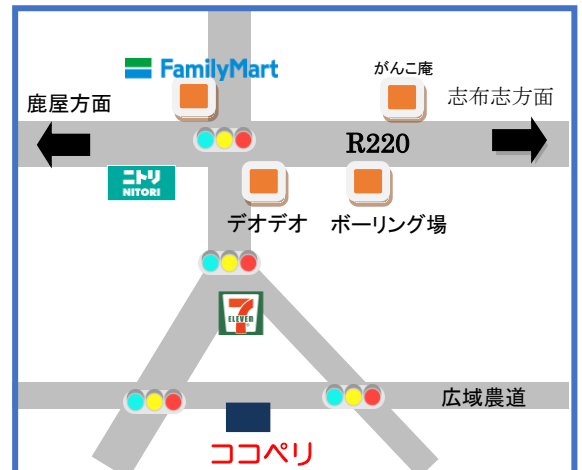 FamilyMart
がんこ庵
鹿屋方面
志布志方面
R220
ニトリ
NITORI
デオデオ
ボーリング場
7
ELEVEN
広域農道
ココペリ